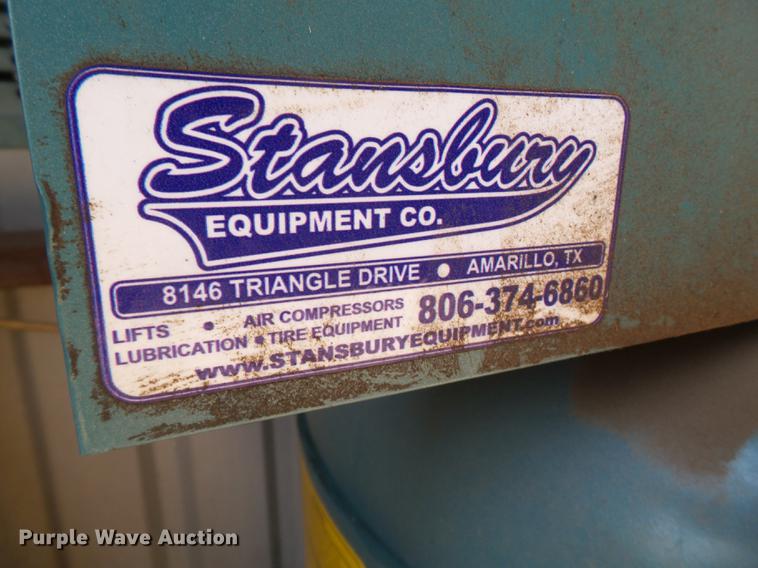 Stansbury
EQUIPMENT CO.
8146 TRIANGLE DRIVE • AMARILLO, TX
LIFTS • AIR COMPRESSORS 806-374-6860
LUBRICATION • TIRE EQUIPMENT
www.STANSBURYEQUIPMENT.com
Purple Wave Auction